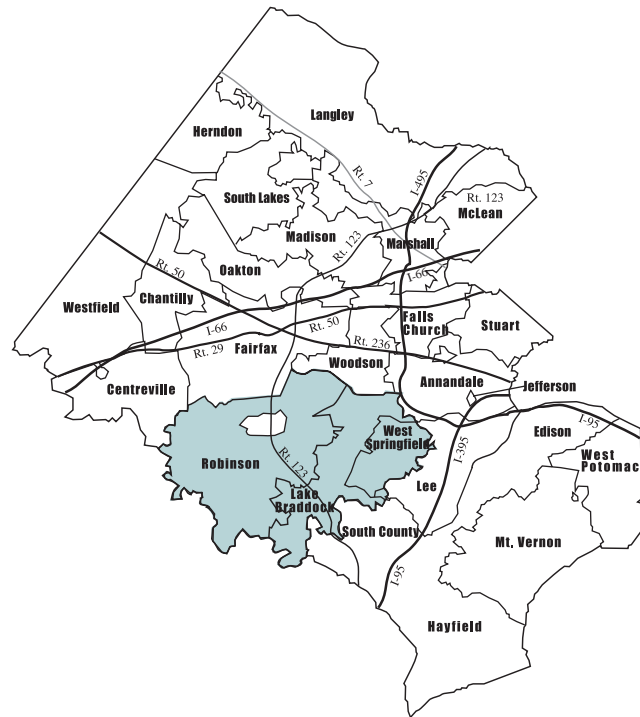 Langley
Herndon
Rt. 7
I-495
Rt. 123
McLean
South Lakes
Madison
Rt. 123
Marshall
Oakton
Rt. 50
I-66
Chantilly
Westfield
Falls
Church
Stuart
I-66
Rt. 50
Rt. 29
Fairfax
Rt. 236
Woodson
Centreville
Annandale
Jefferson
West
Springfield
Edison
I-95
West
Potomac
Robinson
Rt. 123
I-395
Lee
Lake
Braddock
South County
Mt. Vernon
I-95
Hayfield